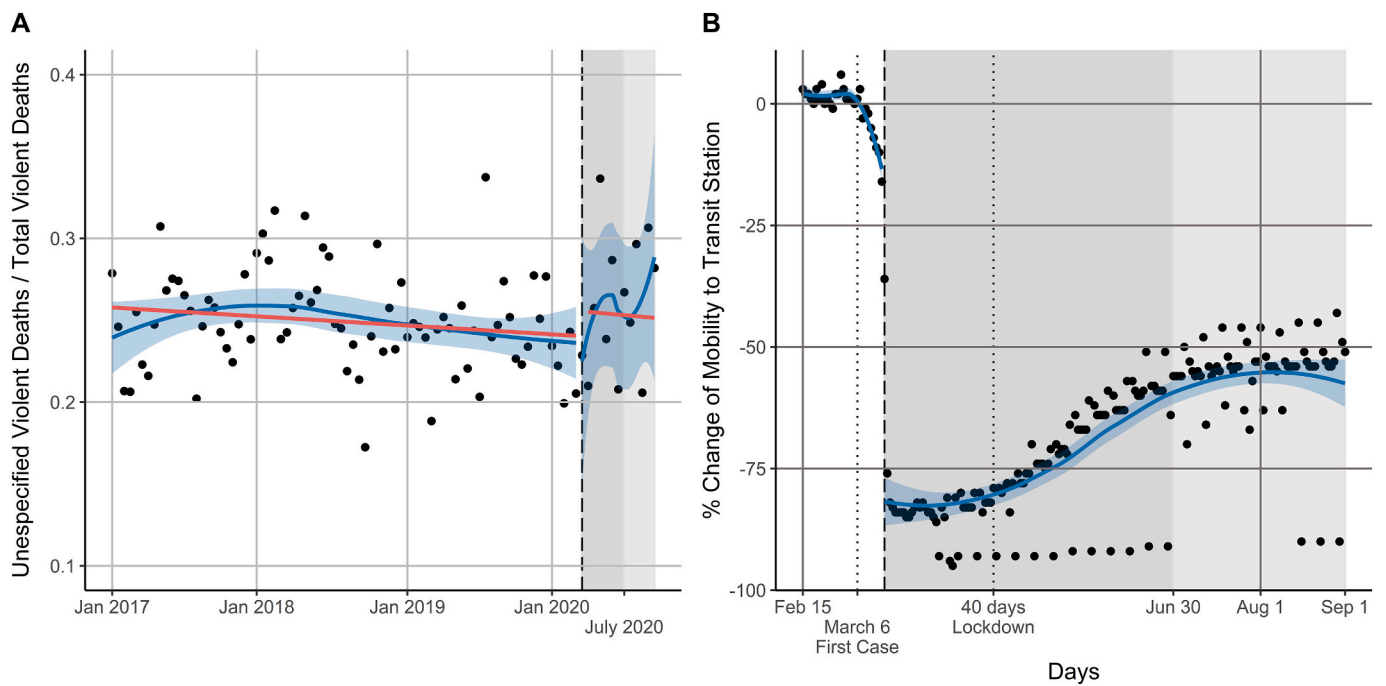 A
Unespecified Violent Deaths / Total Violent Deaths
0.4
0.3
0.2
0.1
Jan 2017
Jan 2018
Jan 2019
Jan 2020
July 2020
B
% Change of Mobility to Transit Station
0
-25
-50
-75
-100
Feb 15
40 days
Jun 30
Aug 1
Sep 1
March 6
Lockdown
First Case
Days